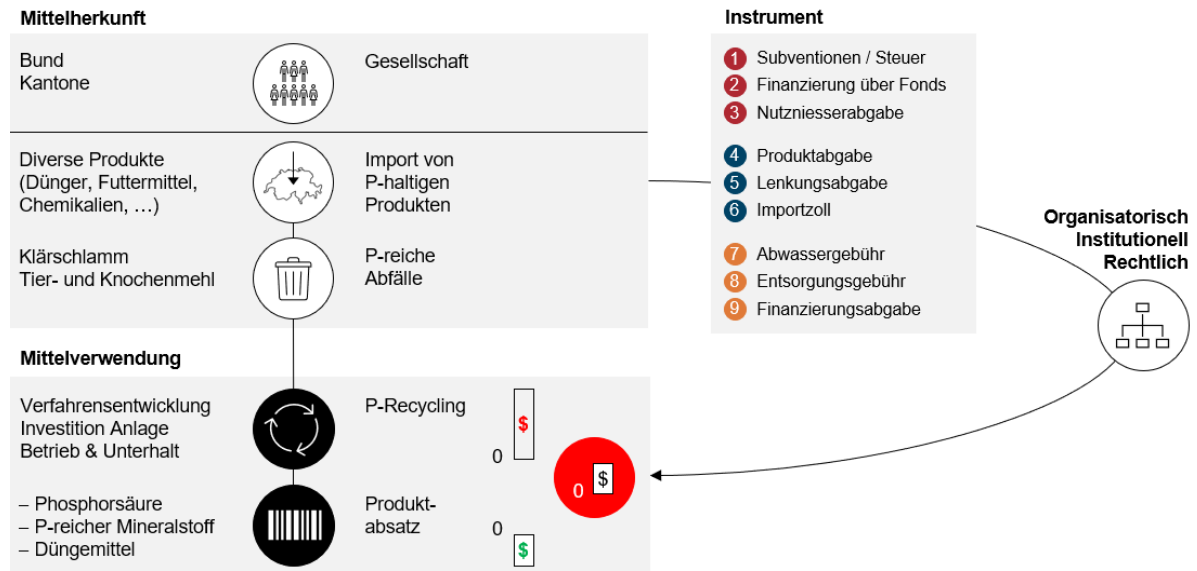 Mittelherkunft
Bund
Kantone
Gesellschaft
Diverse Produkte
(Dünger, Futtermittel,
Chemikalien, …)
Import von
P-haltigen
Produkten
Klärschlamm
Tier- und Knochenmehl
P-reiche
Abfälle
Instrument
1 Subventionen / Steuer
2 Finanzierung über Fonds
3 Nutzniesserabgabe
4 Produktabgabe
5 Lenkungsabgabe
6 Importzoll
7 Abwassergebühr
8 Entsorgungsgebühr
9 Finanzierungsabgabe
Organisatorisch
Institutionell
Rechtlich
Mittelverwendung
Verfahrensentwicklung
Investition Anlage
Betrieb & Unterhalt
P-Recycling
$
0
0 $
– Phosphorsäure
– P-reicher Mineralstoff
– Düngemittel
Produkt-
absatz
0
$